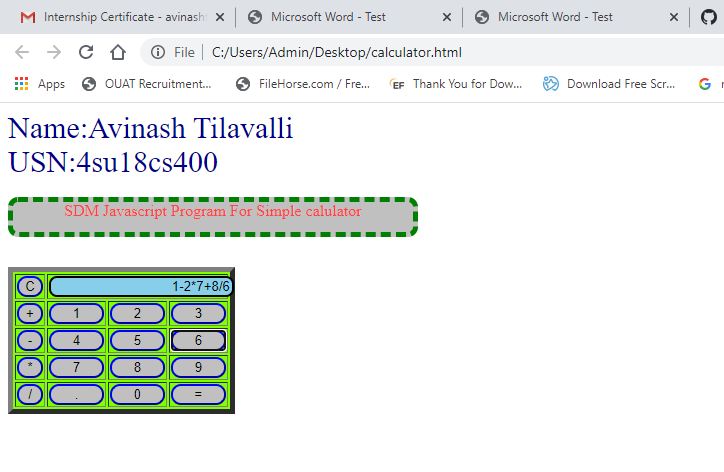 Internship Certificate - avinash
Microsoft Word - Test
Microsoft Word - Test
File | C:/Users/Admin/Desktop/calculator.html
Apps
OUAT Recruitment...
FileHorse.com / Free...
EF Thank You for Dow...
Download Free Scr...
Name:Avinash Tilavalli
USN:4su18cs400
SDM Javascript Program For Simple calulator
C 1-2*7+8/6
+ 1 2 3
- 4 5 6
* 7 8 9
/ . 0 =